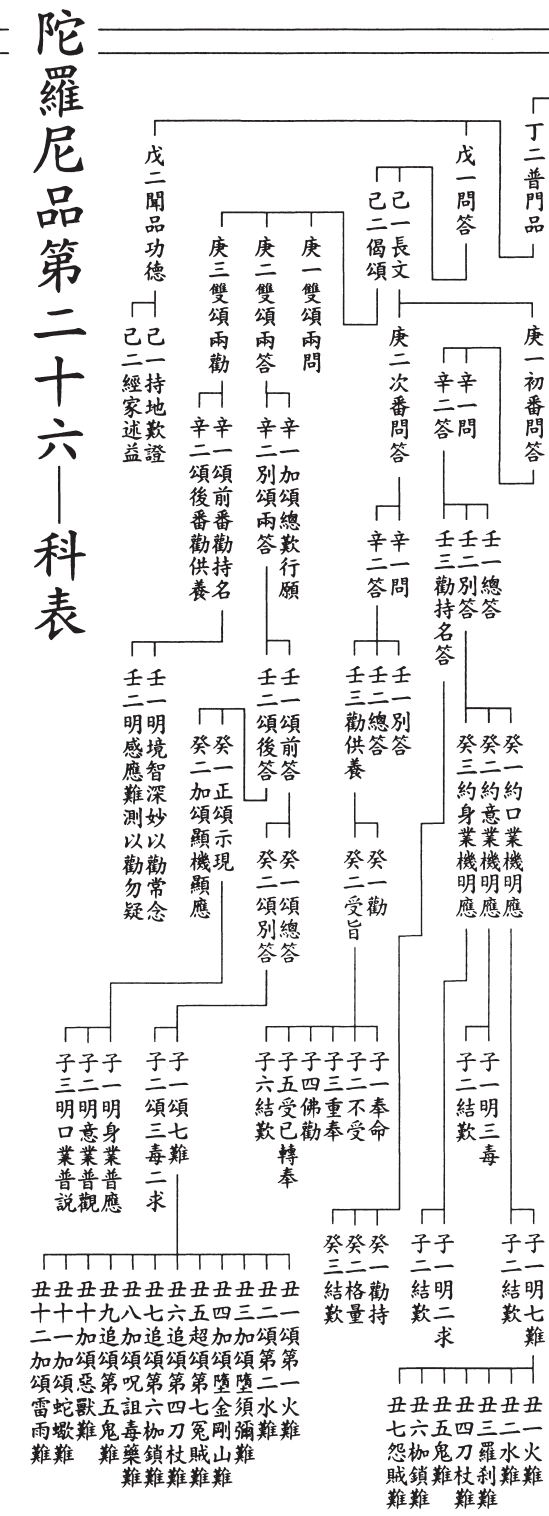 丁二普門品
戊一問答
己一長文
庚一初番問答
辛一問
辛二答
壬一總答
壬二別答
癸一約口業機明應
子一明七難
丑一火難
丑二水難
丑三羅剎難
丑四刀杖難
丑五鬼難
丑六枷鎖難
丑七怨賊難
子二結歎
癸二約意業機明應
子一明三毒
子二結歎
癸三約身業機明應
子一明二求
子二結歎
壬三勸持名答
癸一勸持
癸二格量
癸三結歎
庚二次番問答
辛一問
辛二答
壬一別答
壬二總答
壬三勸供養
癸一勸
癸二受旨
子一奉命
子二不受
子三重奉
子四佛勸
子五受已轉奉
子六結歎
己二偈頌
庚一雙頌兩問
庚二雙頌兩答
辛一加頌總歎行願
辛二別頌兩答
壬一頌前答
癸一頌總答
癸二頌別答
子一頌七難
丑一頌第一火難
丑二頌第二水難
丑三加頌墮須彌難
丑四加頌墮金剛山難
丑五超頌第七冤賊難
丑六追頌第四刀杖難
丑七追頌第六枷鎖難
丑八加頌呪詛毒藥難
丑九追頌第五鬼難
丑十加頌惡獸難
丑十一加頌蛇蠍難
丑十二加頌雷雨難
子二頌三毒二求
壬二頌後答
癸一正頌示現
子一明身業普應
子二明意業普觀
子三明口業普説
癸二加頌顯機顯應
庚三雙頌兩勸
辛一頌前番勸持名
壬一明境智深妙以勸常念
壬二明感應難測以勸勿疑
辛二頌後番勸供養
戊二聞品功德
己一持地歎證
己二經家述益
陀羅尼品第二十六—科表